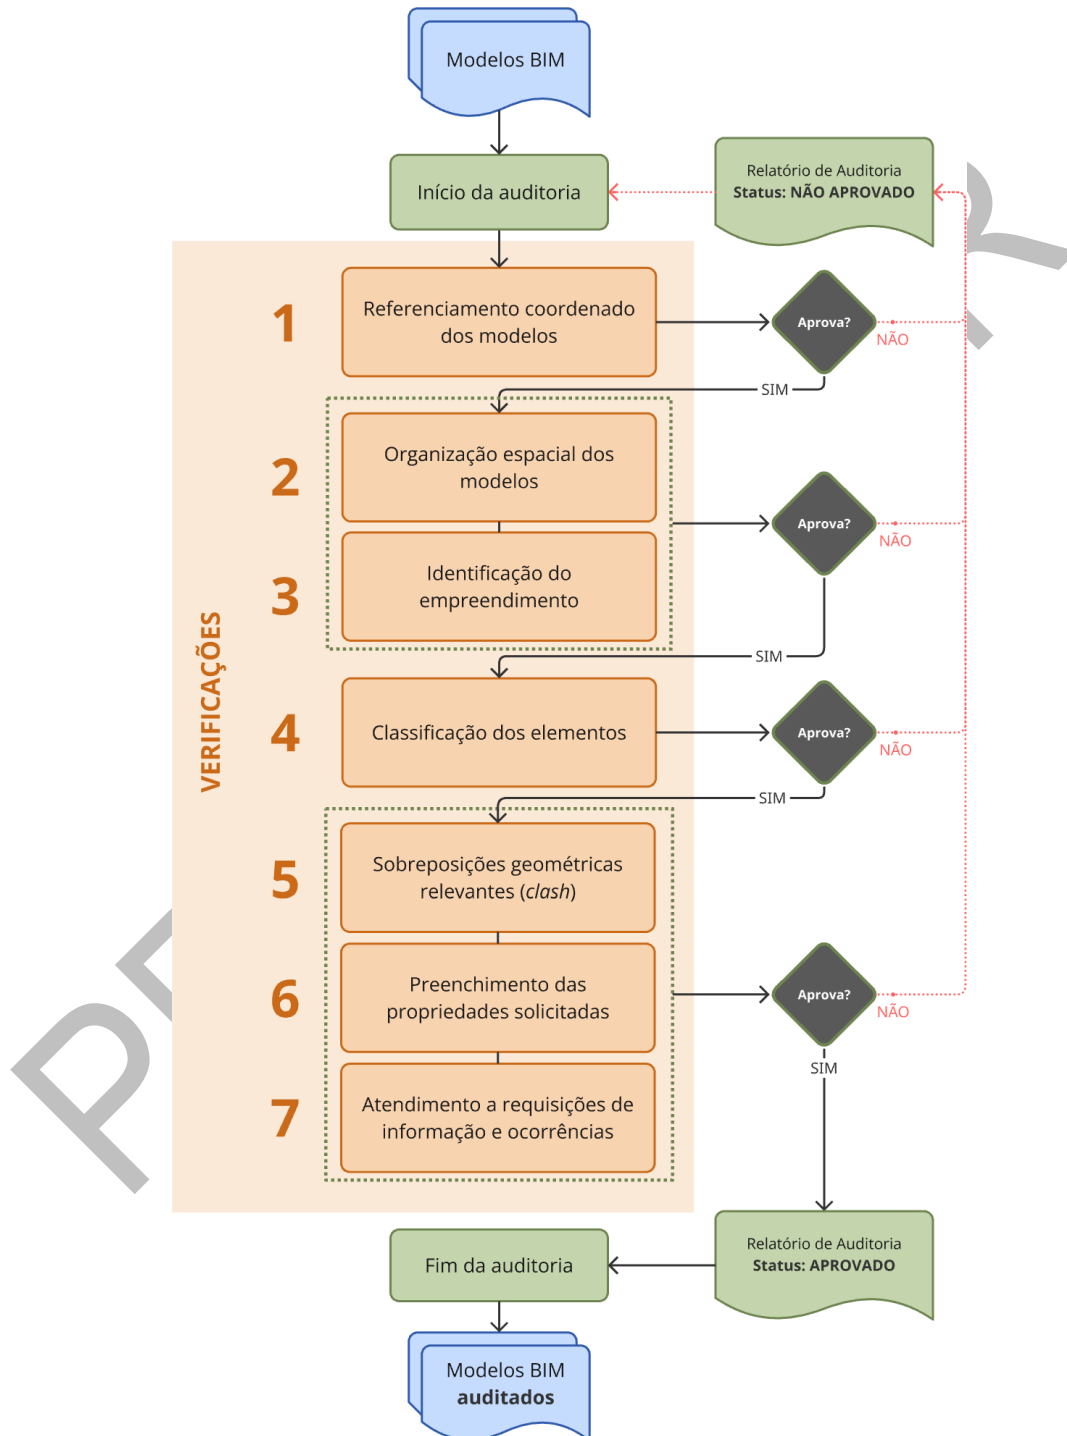 Modelos BIM
Início da auditoria
Relatório de Auditoria
Status: NÃO APROVADO
VERIFICAÇÕES
1
Referenciamento coordenado
dos modelos
Aprova?
NÃO
SIM
2
Organização espacial dos
modelos
Aprova?
NÃO
3
Identificação do
empreendimento
SIM
4
Classificação dos elementos
Aprova?
NÃO
SIM
5
Sobreposições geométricas
relevantes (clash)
6
Preenchimento das
propriedades solicitadas
Aprova?
NÃO
SIM
7
Atendimento a requisições de
informação e ocorrências
Relatório de Auditoria
Status: APROVADO
Fim da auditoria
Modelos BIM
auditados